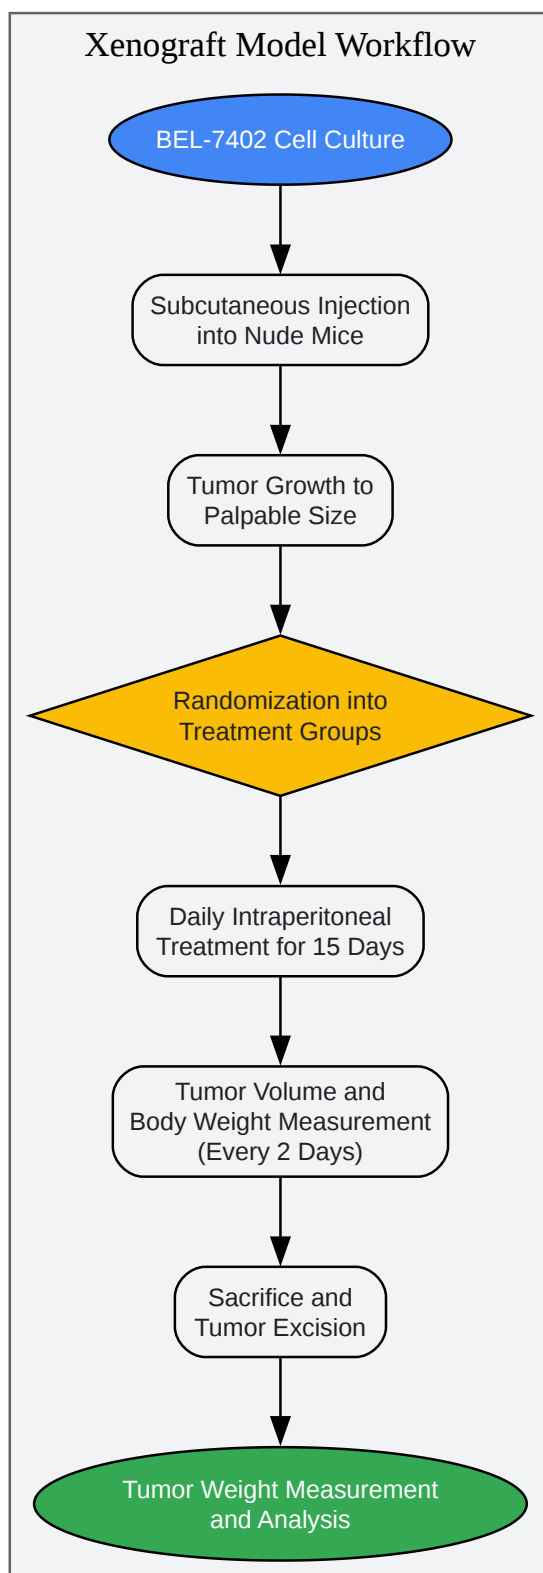 Xenograft Model Workflow
BEL-7402 Cell Culture
Subcutaneous Injection
into Nude Mice
Tumor Growth to
Palpable Size
Randomization into
Treatment Groups
Daily Intraperitoneal
Treatment for 15 Days
Tumor Volume and
Body Weight Measurement
(Every 2 Days)
Sacrifice and
Tumor Excision
Tumor Weight Measurement
and Analysis